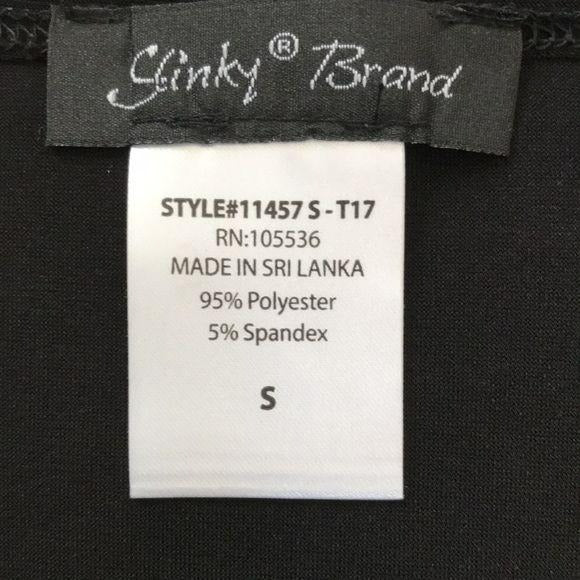 Slinky® Brand
STYLE#11457 S - T17
RN:105536
MADE IN SRI LANKA
95% Polyester
5% Spandex
S